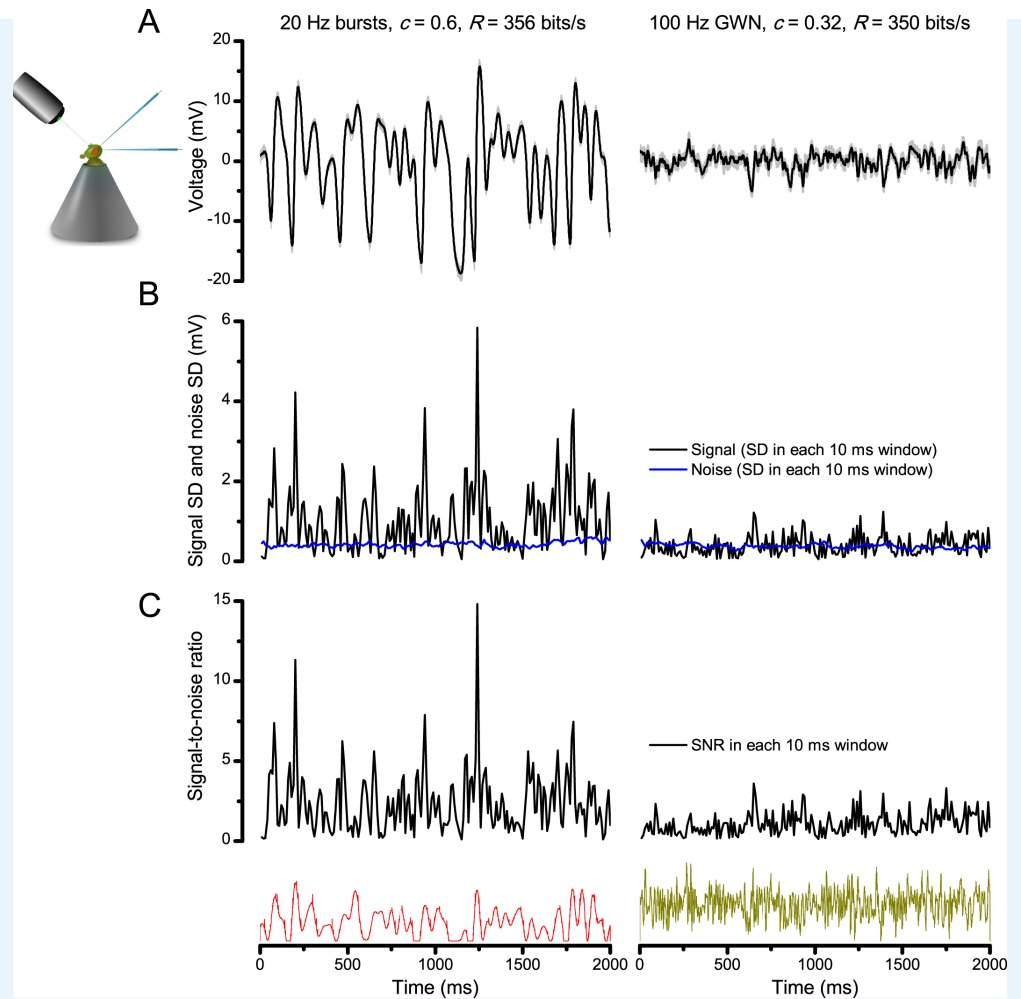 A
20 Hz bursts, c = 0.6, R = 356 bits/s
100 Hz GWN, c = 0.32, R = 350 bits/s
Voltage (mV)
20
10
0
-10
-20
B
Signal SD and noise SD (mV)
6
4
2
0
Signal (SD in each 10 ms window)
Noise (SD in each 10 ms window)
C
Signal-to-noise ratio
15
10
5
0
SNR in each 10 ms window
0 500 1000 1500 2000
Time (ms)
0 500 1000 1500 2000
Time (ms)